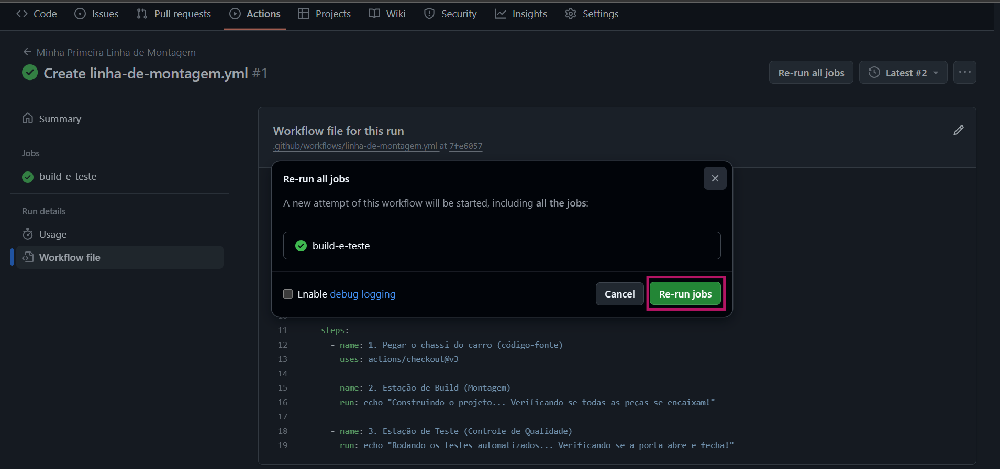 Code Issues Pull requests Actions Projects Wiki Security Insights Settings
Minha Primeira Linha de Montagem
Create linha-de-montagem.yml #1
Re-run all jobs Latest #2
Summary
Jobs
build-e-teste
Run details
Usage
Workflow file
Workflow file for this run
.github/workflows/linha-de-montagem.yml at 7fe6057
Re-run all jobs
A new attempt of this workflow will be started, including all the jobs:
build-e-teste
Enable debug logging
Cancel Re-run jobs
11 steps:
12 - name: 1. Pegar o chassi do carro (código-fonte)
13 uses: actions/checkout@v3
14
15 - name: 2. Estação de Build (Montagem)
16 run: echo "Construindo o projeto... Verificando se todas as peças se encaixam!"
17
18 - name: 3. Estação de Teste (Controle de Qualidade)
19 run: echo "Rodando os testes automatizados... Verificando se a porta abre e fecha!"